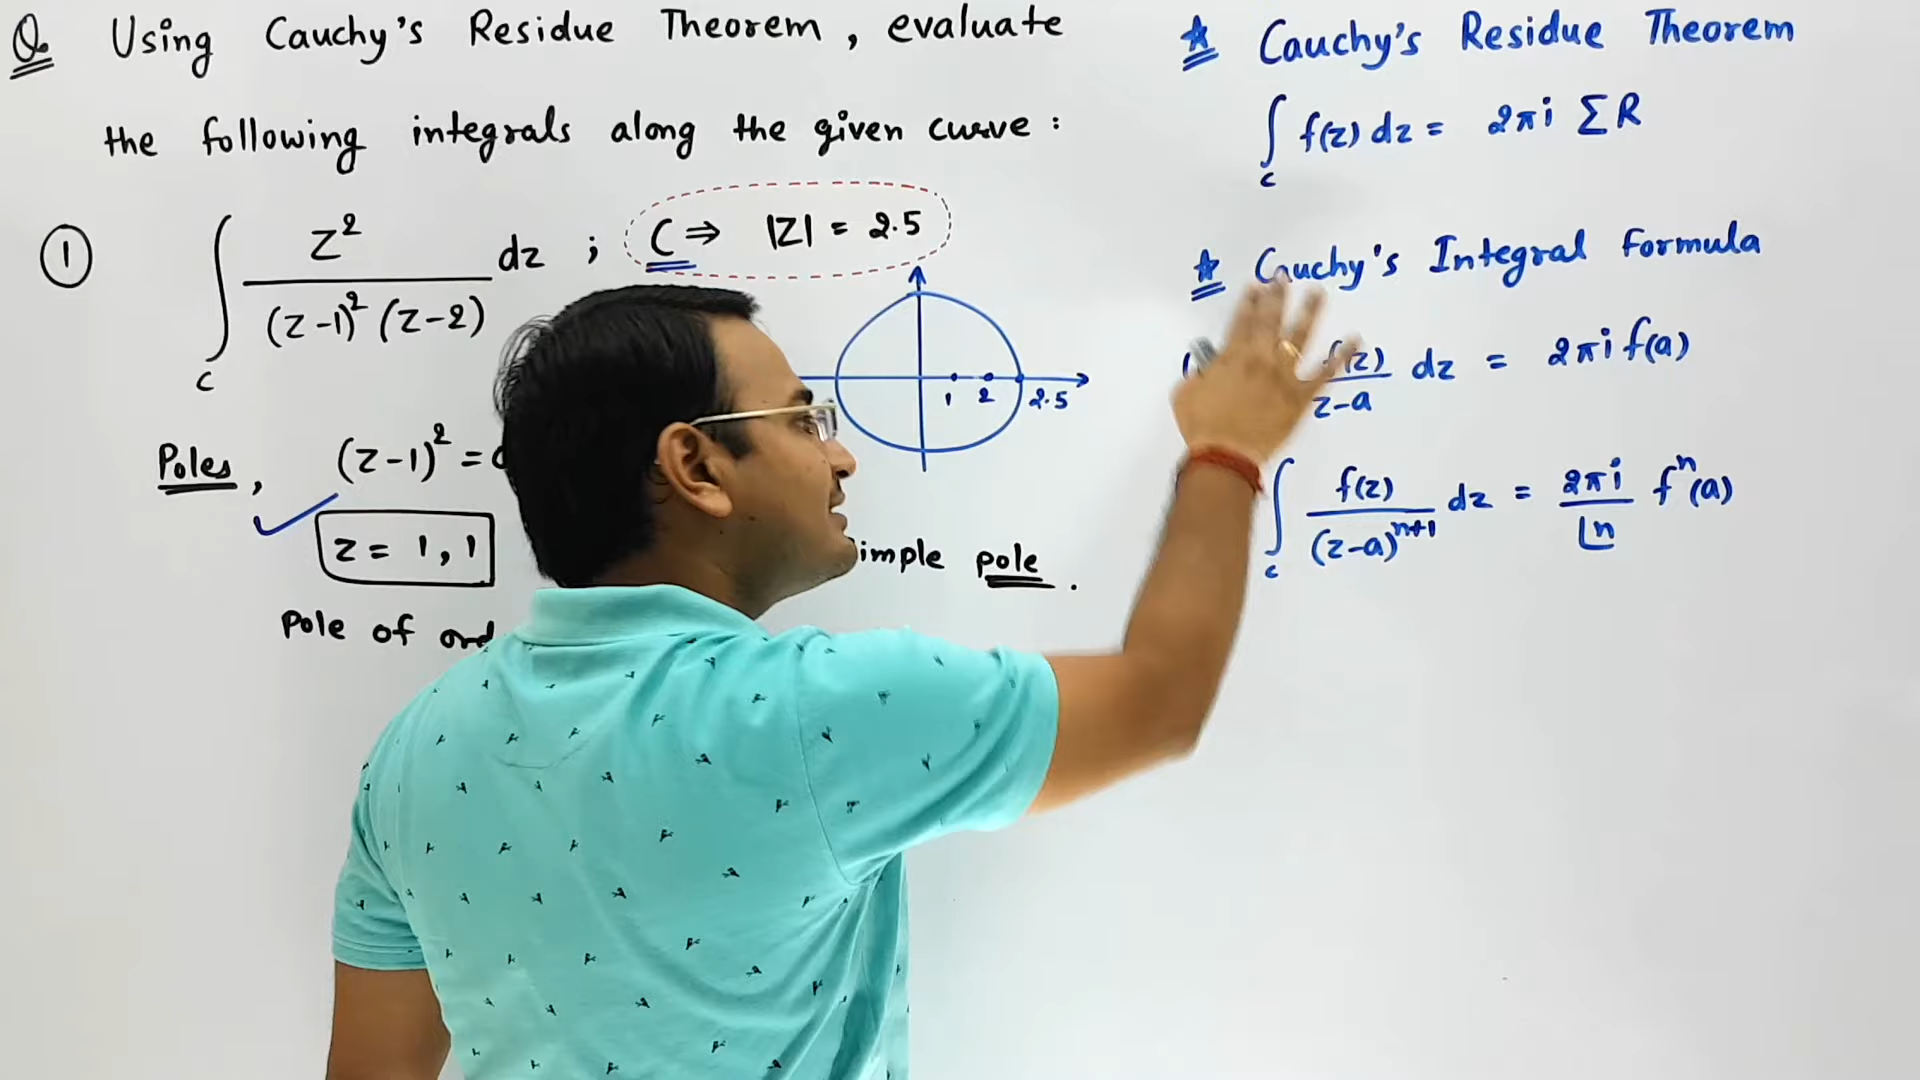 Q. Using Cauchy's Residue Theorem, evaluate
the following integrals along the given curve:
① ∫_C z² / ((z-1)² (z-2)) dz ; C ⇒ |z| = 2.5
1 2 2.5
Poles, (z-1)² =
z = 1, 1
Pole of
pole.
★ Cauchy's Residue Theorem
∫_C f(z) dz = 2πi ΣR
★ Cauchy's Integral Formula
f(z) / (z-a) dz = 2πi f(a)
∫_C f(z) / (z-a)^(n+1) dz = 2πi / ⌊n f^n(a)